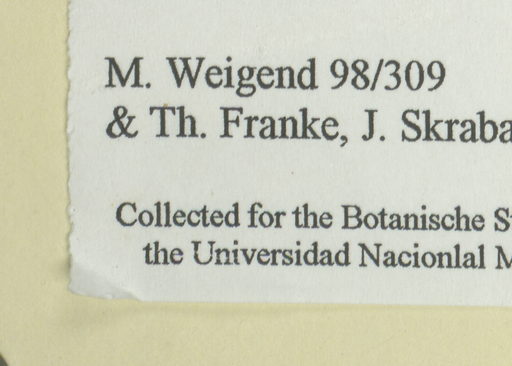 M. Weigend 98/309
& Th. Franke, J. Skraba
Collected for the Botanische S
the Universidad Nacionlal M